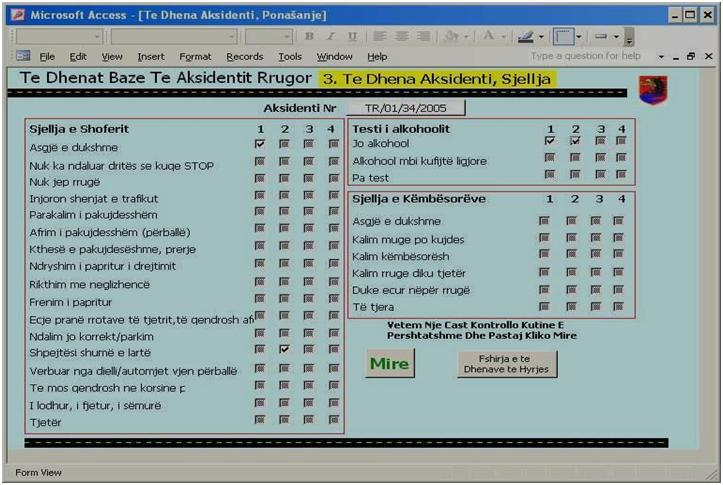 Microsoft Access - [Te Dhena Aksidenti, Ponašanje]
B I U A
File Edit View Insert Format Records Tools Window Help Type a question for help
Te Dhenat Baze Te Aksidentit Rrugor 3. Te Dhena Aksidenti, Sjellja
Aksidenti Nr TR/01/34/2005
Sjellja e Shoferit 1 2 3 4
Asgjë e dukshme
Nuk ka ndaluar dritës se kuqe STOP
Nuk jep rrugë
Injoron shenjat e trafikut
Parakalim i pakujdesshëm
Afrim i pakujdesshëm (përballë)
Kthesë e pakujdesëshme, prerje
Ndryshim i papritur i drejtimit
Rikthim me neglizhencë
Frenim i papritur
Ecje pranë rrotave të tjetrit,të qendrosh afr
Ndalim jo korrekt/parkim
Shpejtësi shumë e lartë
Verbuar nga dielli/automjet vjen përballë
Te mos qendrosh ne korsine p
I lodhur, i fjetur, i sëmurë
Tjetër
Testi i alkohoolit 1 2 3 4
Jo alkohool
Alkohool mbi kufijtë ligjore
Pa test
Sjellja e Këmbësorëve 1 2 3 4
Asgjë e dukshme
Kalim muge po kujdes
Kalim këmbësorësh
Kalim rruge diku tjetër
Duke ecur nëpër rrugë
Të tjera
Vetem Nje Cast Kontrollo Kutine E
Pershtatshme Dhe Pastaj Kliko Mire
Mire
Fshirja e te
Dhenave te Hyrjes
Form View